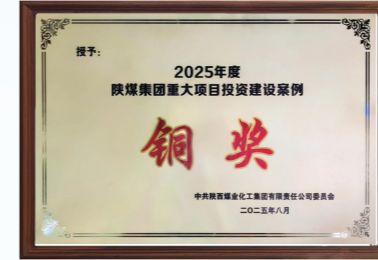 授予：
2025年度
陕煤集团重大项目投资建设案例
铜奖
中共陕西煤业化工集团有限责任公司委员会
二〇二五年八月